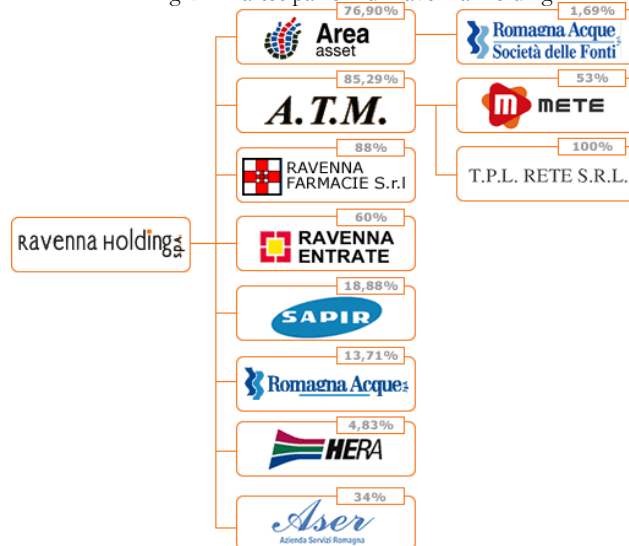 76,90%
Area
asset
1,69%
Romagna Acque
Società delle Fonti
85,29%
A.T.M.
53%
m METE
88%
RAVENNA
FARMACIE S.r.l
100%
T.P.L. RETE S.R.L.
Ravenna Holding S.p.A.
60%
RAVENNA
ENTRATE
18,88%
SAPIR
13,71%
Romagna Acque
4,83%
HERA
34%
Aser
Azienda Servizi Romagna